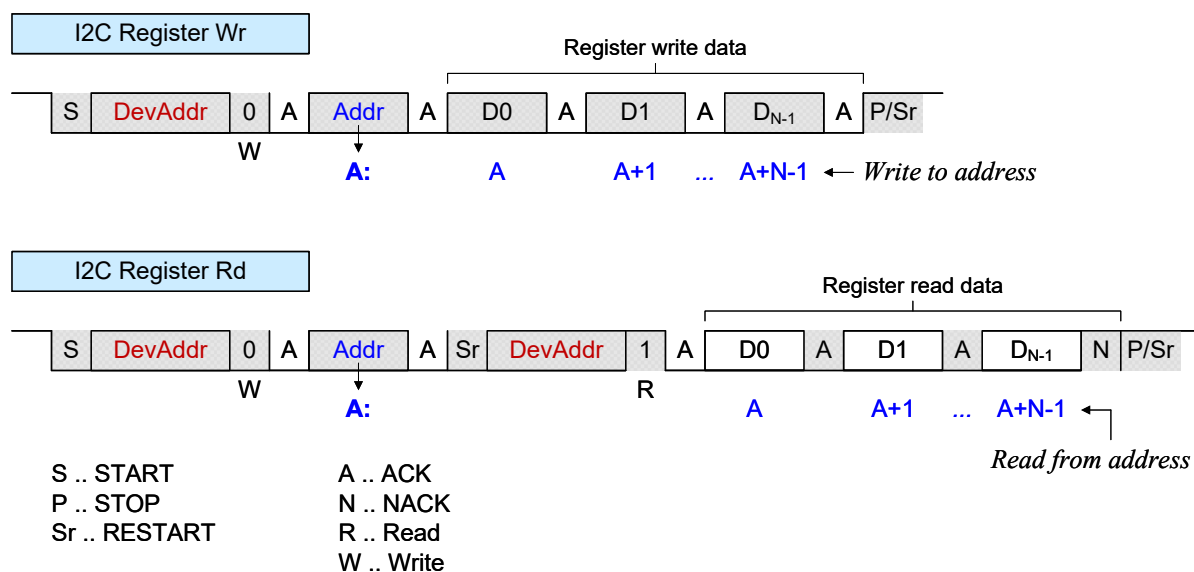 I2C Register Wr
Register write data
S DevAddr 0 A Addr A D0 A D1 A DN-1 A P/Sr
W
A: A A+1 ... A+N-1 Write to address
I2C Register Rd
Register read data
S DevAddr 0 A Addr A Sr DevAddr 1 A D0 A D1 A DN-1 N P/Sr
W R
A: A A+1 ... A+N-1
Read from address
S .. START
P .. STOP
Sr .. RESTART
A .. ACK
N .. NACK
R .. Read
W .. Write